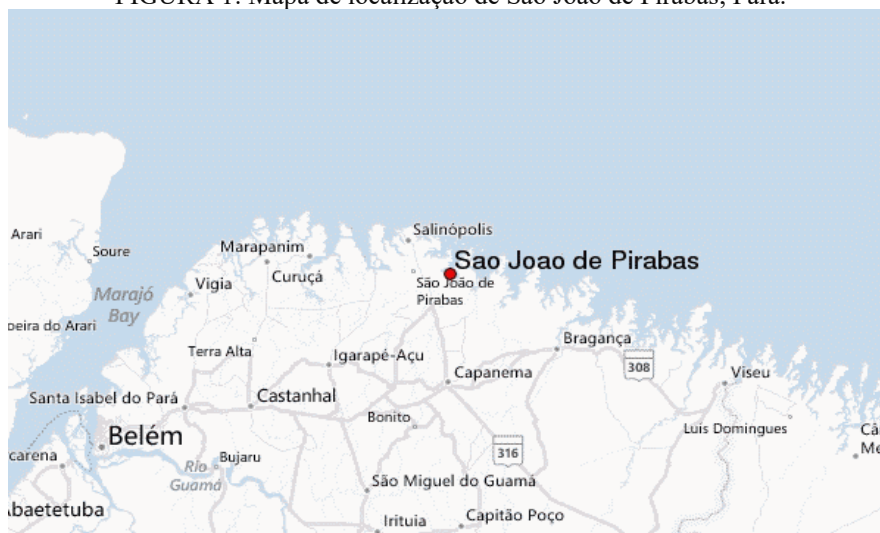 FIGURA 1: Mapa de localização de São João de Pirabas, Pará.
Salinópolis
Arari
Marapanim
Soure
Sao Joao de Pirabas
Curuçá
São João de
Pirabas
Vigia
Marajó
Bay
oeira do Arari
Bragança
Terra Alta
Igarapé-Açu
308
Capanema
Viseu
Santa Isabel do Pará
Castanhal
Bonito
Luis Domingues
Belém
316
carena
Bujaru
Rio
Guamá
São Miguel do Guamá
Abaetetuba
Irituia
Capitão Poço